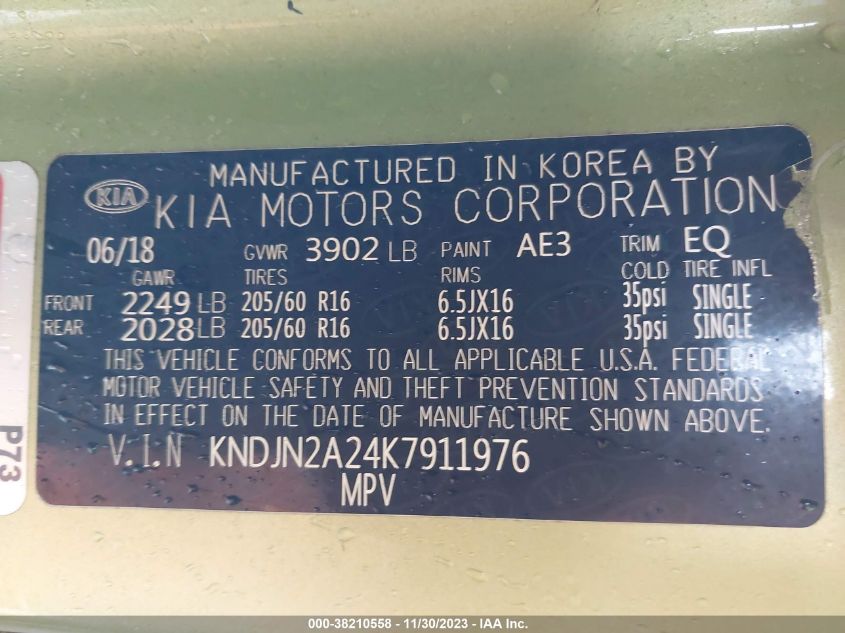 MANUFACTURED IN KOREA BY
KIA KIA MOTORS CORPORATION
06/18 GVWR 3902 LB PAINT AE3 TRIM EQ
GAWR TIRES RIMS COLD TIRE INFL
FRONT 2249 LB 205/60 R16 6.5JX16 35psi SINGLE
REAR 2028 LB 205/60 R16 6.5JX16 35psi SINGLE
THIS VEHICLE CONFORMS TO ALL APPLICABLE U.S.A. FEDERAL
MOTOR VEHICLE SAFETY AND THEFT PREVENTION STANDARDS
IN EFFECT ON THE DATE OF MANUFACTURE SHOWN ABOVE.
V.I.N KNDJN2A24K7911976
MPV
P73
000-38210558 - 11/30/2023 - IAAI Inc.